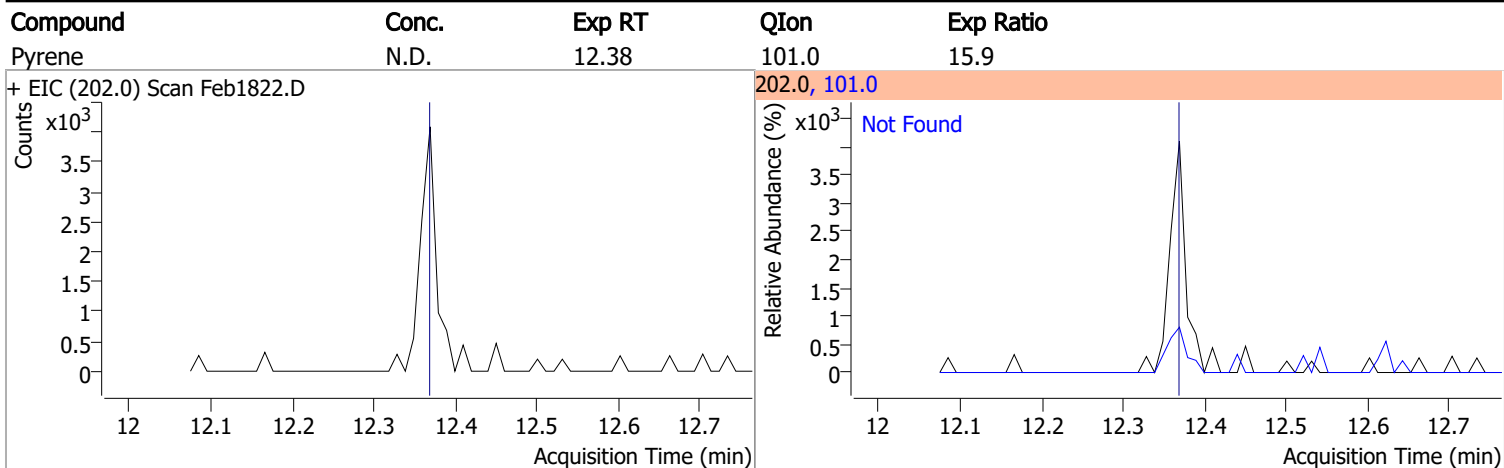 Compound Conc. Exp RT QIon Exp Ratio
Pyrene N.D. 12.38 101.0 15.9
+ EIC (202.0) Scan Feb1822.D
Counts
x10³
3.5
3
2.5
2
1.5
1
0.5
0
12 12.1 12.2 12.3 12.4 12.5 12.6 12.7
Acquisition Time (min)
202.0, 101.0
Relative Abundance (%)
x10³
Not Found
3.5
3
2.5
2
1.5
1
0.5
0
12 12.1 12.2 12.3 12.4 12.5 12.6 12.7
Acquisition Time (min)